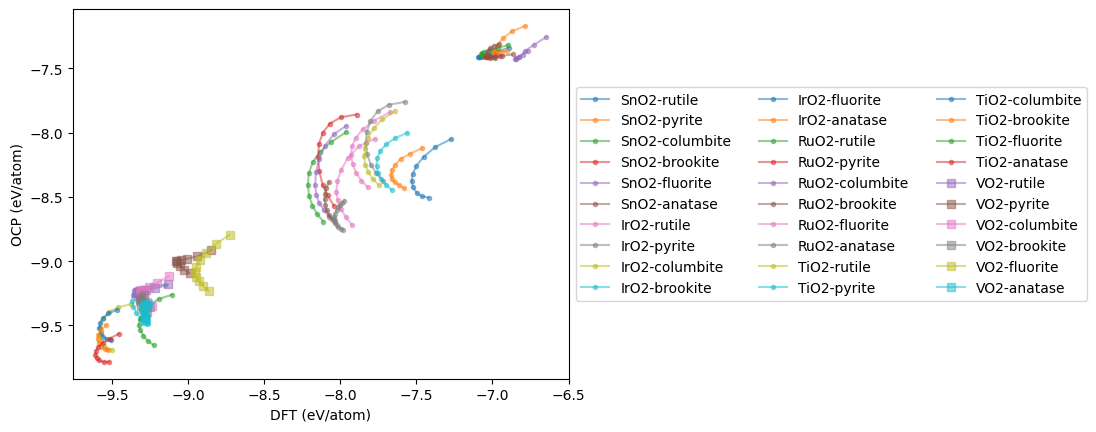 −7.5
−8.0
−8.5
−9.0
−9.5
OCP (eV/atom)
−9.5 −9.0 −8.5 −8.0 −7.5 −7.0 −6.5
DFT (eV/atom)
SnO2-rutile IrO2-fluorite TiO2-columbite
SnO2-pyrite IrO2-anatase TiO2-brookite
SnO2-columbite RuO2-rutile TiO2-fluorite
SnO2-brookite RuO2-pyrite TiO2-anatase
SnO2-fluorite RuO2-columbite VO2-rutile
SnO2-anatase RuO2-brookite VO2-pyrite
IrO2-rutile RuO2-fluorite VO2-columbite
IrO2-pyrite RuO2-anatase VO2-brookite
IrO2-columbite TiO2-rutile VO2-fluorite
IrO2-brookite TiO2-pyrite VO2-anatase